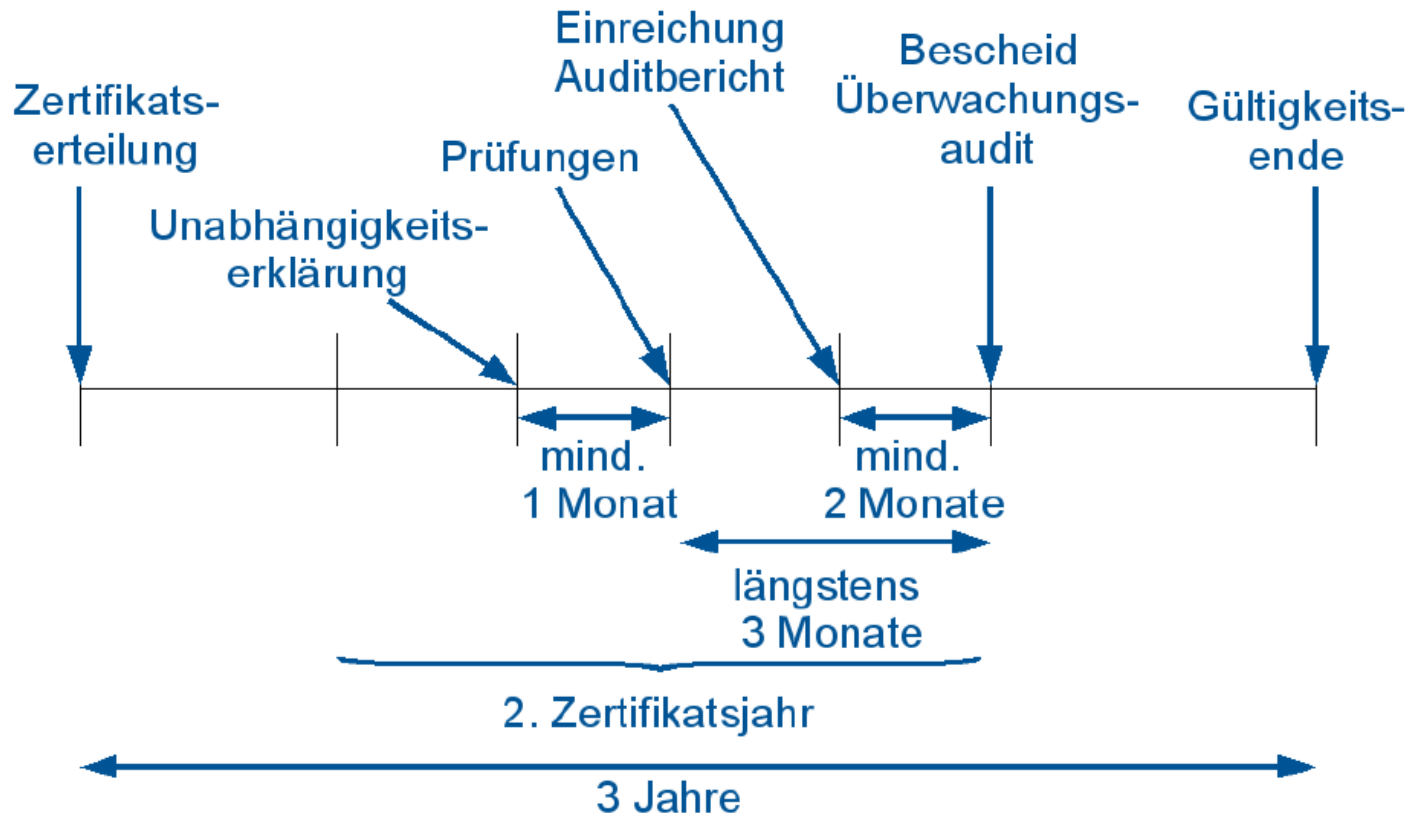 Einreichung
Auditbericht
Bescheid
Überwachungs-
audit
Zertifikats-
erteilung
Gültigkeits-
ende
Prüfungen
Unabhängigkeits-
erklärung
mind.
1 Monat
mind.
2 Monate
längstens
3 Monate
2. Zertifikatsjahr
3 Jahre